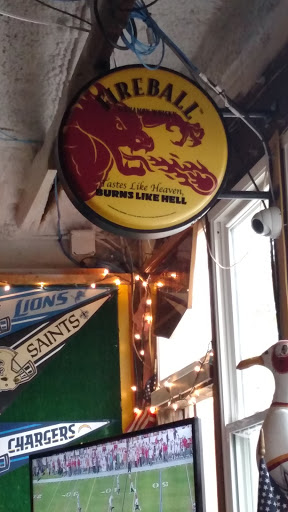 FIREBALL
Tastes Like Heaven,
BURNS LIKE HELL
LIONS
SAINTS
CHARGERS